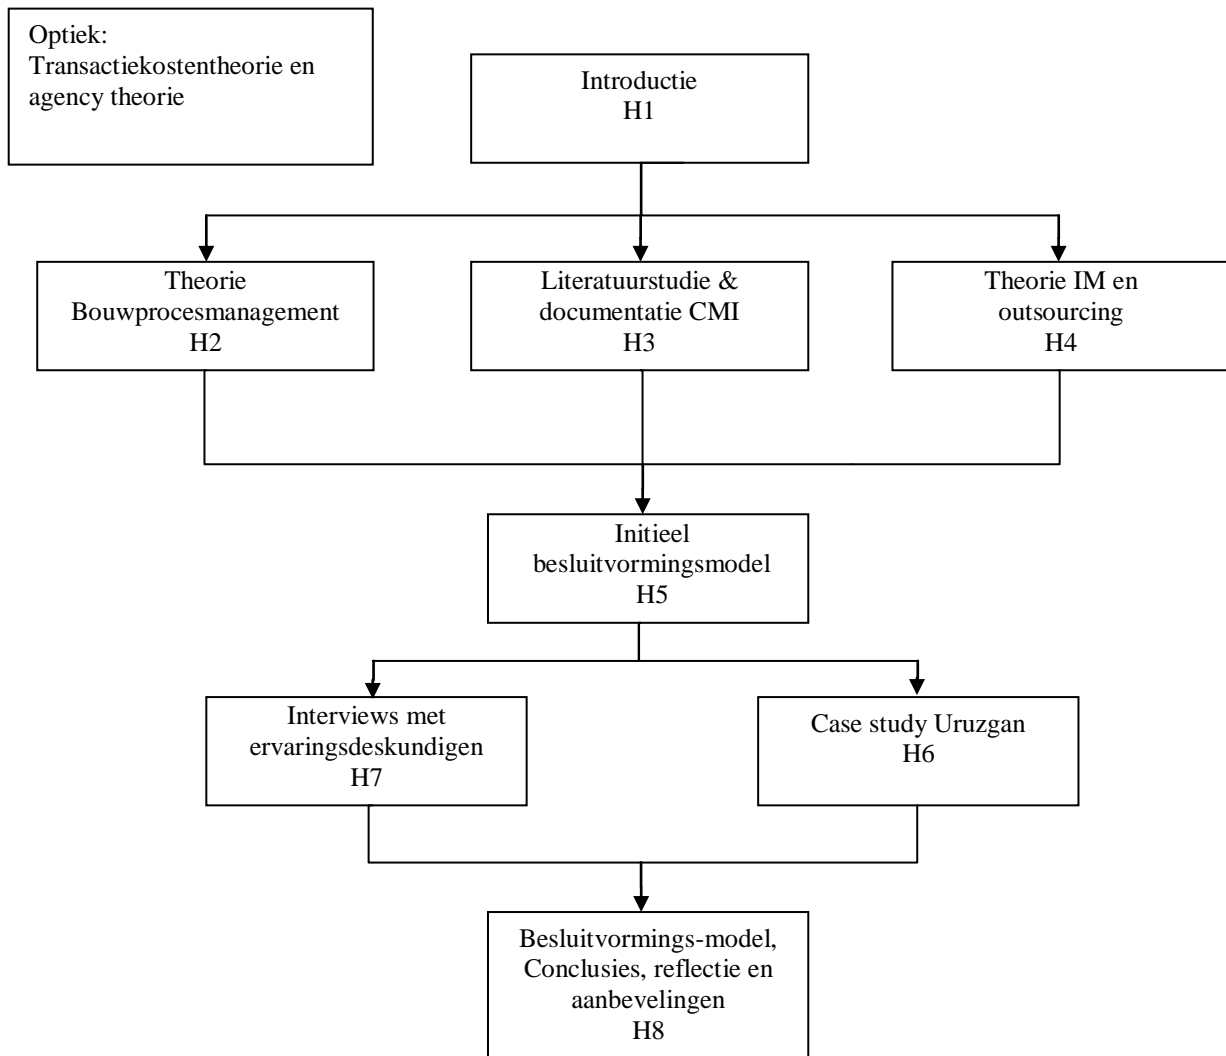 Optiek:
Transactiekostentheorie en
agency theorie
Introductie
H1
Theorie
Bouwprocesmanagement
H2
Literatuurstudie &
documentatie CMI
H3
Theorie IM en
outsourcing
H4
Initieel
besluitvormingsmodel
H5
Interviews met
ervaringsdeskundigen
H7
Case study Uruzgan
H6
Besluitvormings-model,
Conclusies, reflectie en
aanbevelingen
H8